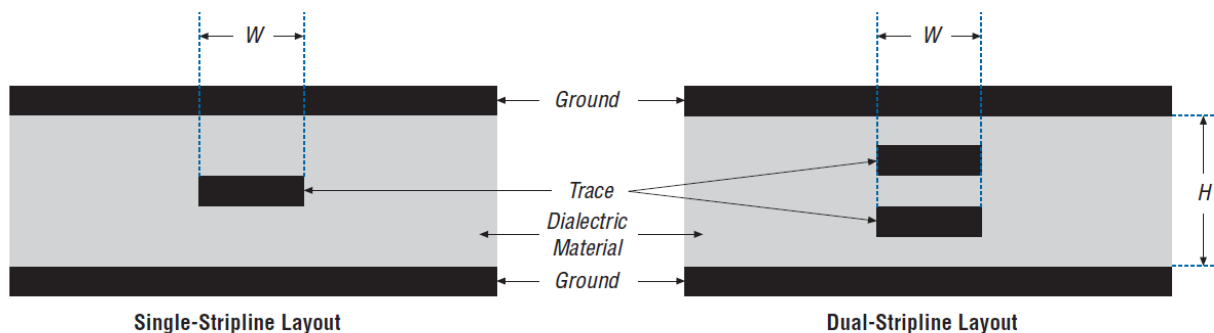 W
W
Ground
Trace
H
Dialectric
Material
Ground
Single-Stripline Layout
Dual-Stripline Layout